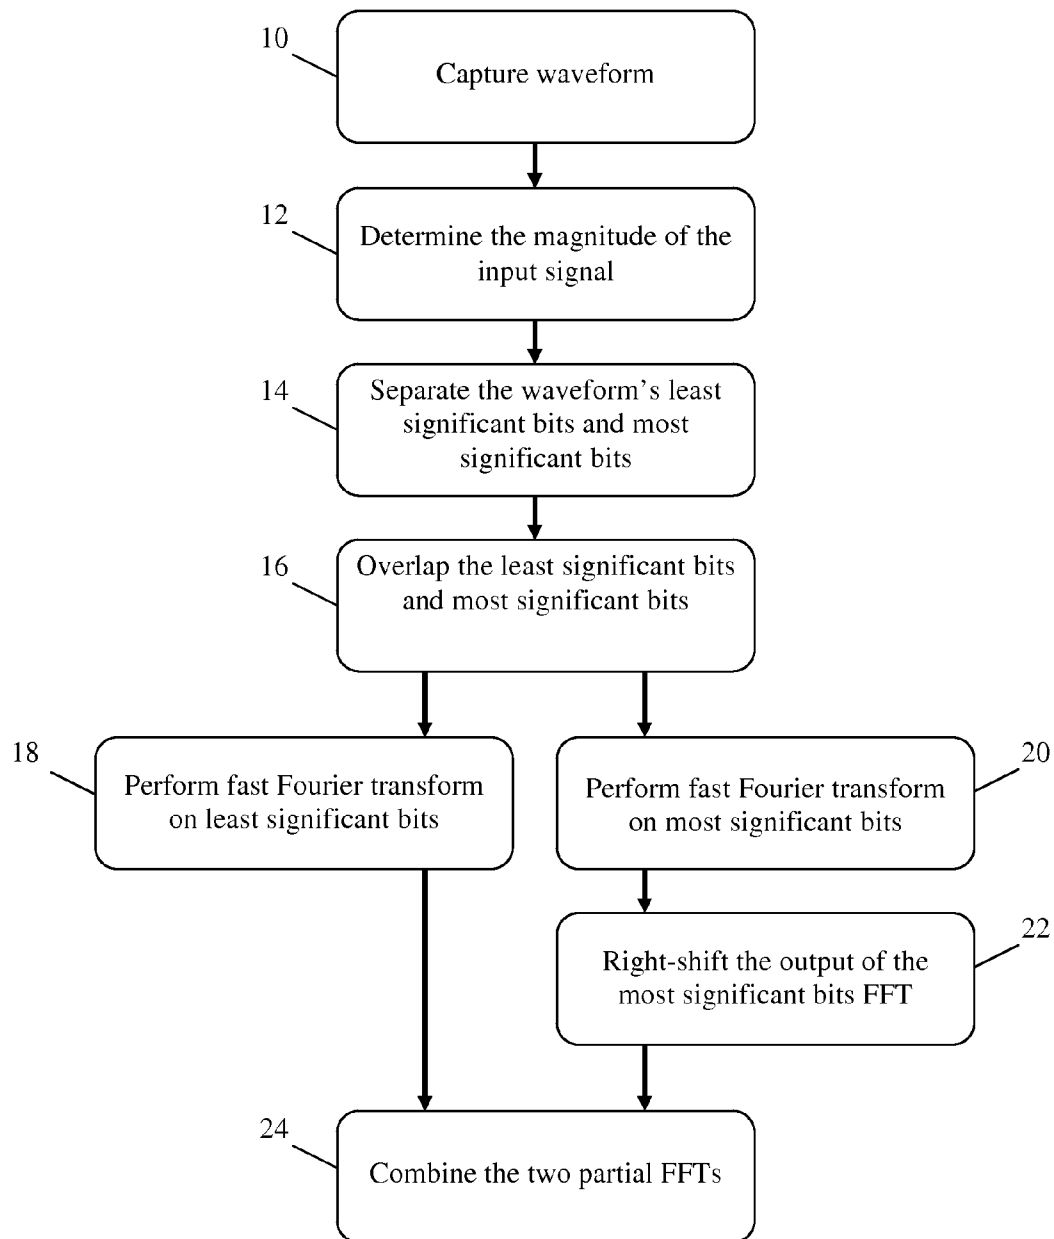 10
Capture waveform
12
Determine the magnitude of the
input signal
14
Separate the waveform's least
significant bits and most
significant bits
16
Overlap the least significant bits
and most significant bits
18
Perform fast Fourier transform
on least significant bits
20
Perform fast Fourier transform
on most significant bits
22
Right-shift the output of the
most significant bits FFT
24
Combine the two partial FFTs